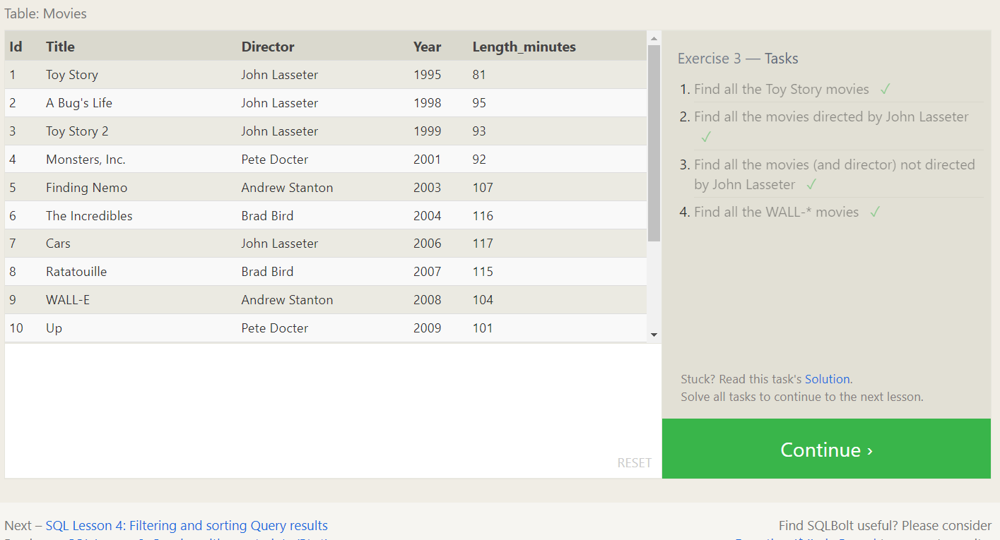 Table: Movies
Id Title Director Year Length_minutes
1 Toy Story John Lasseter 1995 81
2 A Bug's Life John Lasseter 1998 95
3 Toy Story 2 John Lasseter 1999 93
4 Monsters, Inc. Pete Docter 2001 92
5 Finding Nemo Andrew Stanton 2003 107
6 The Incredibles Brad Bird 2004 116
7 Cars John Lasseter 2006 117
8 Ratatouille Brad Bird 2007 115
9 WALL-E Andrew Stanton 2008 104
10 Up Pete Docter 2009 101
RESET
Exercise 3 — Tasks
1. Find all the Toy Story movies ✓
2. Find all the movies directed by John Lasseter
✓
3. Find all the movies (and director) not directed
by John Lasseter ✓
4. Find all the WALL-* movies ✓
Stuck? Read this task's Solution.
Solve all tasks to continue to the next lesson.
Continue ›
Next – SQL Lesson 4: Filtering and sorting Query results
Find SQLBolt useful? Please consider